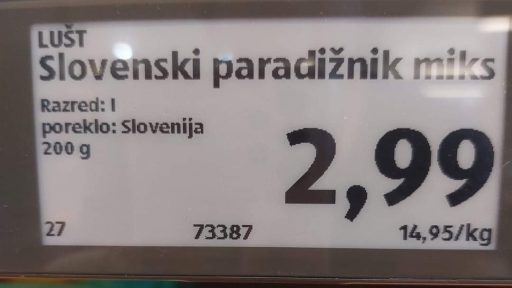 LUŠT
Slovenski paradižnik miks
Razred: I
poreklo: Slovenija
200 g
2,99
27 73387 14,95/kg